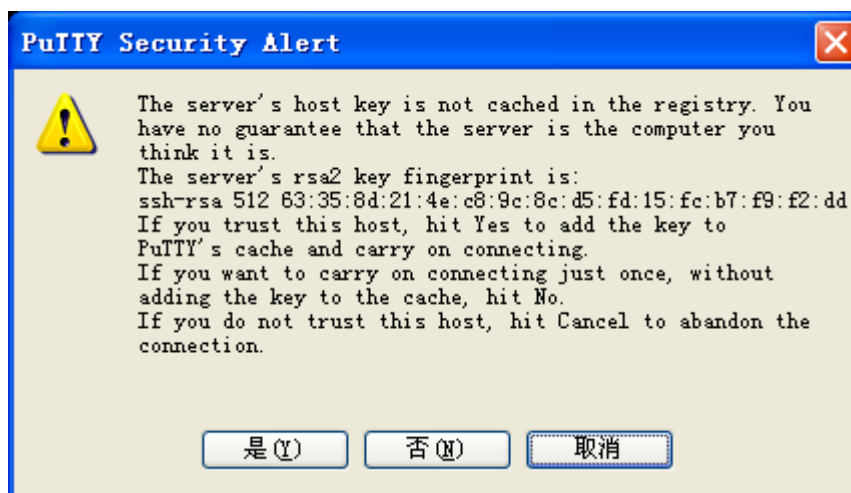 PuTTY Security Alert
The server's host key is not cached in the registry. You
have no guarantee that the server is the computer you
think it is.
The server's rsa2 key fingerprint is:
ssh-rsa 512 63:35:8d:21:4e:c8:9c:8c:d5:fd:15:fc:b7:f9:f2:dd
If you trust this host, hit Yes to add the key to
PuTTY's cache and carry on connecting.
If you want to carry on connecting just once, without
adding the key to the cache, hit No.
If you do not trust this host, hit Cancel to abandon the
connection.
是(Y) 否(N) 取消